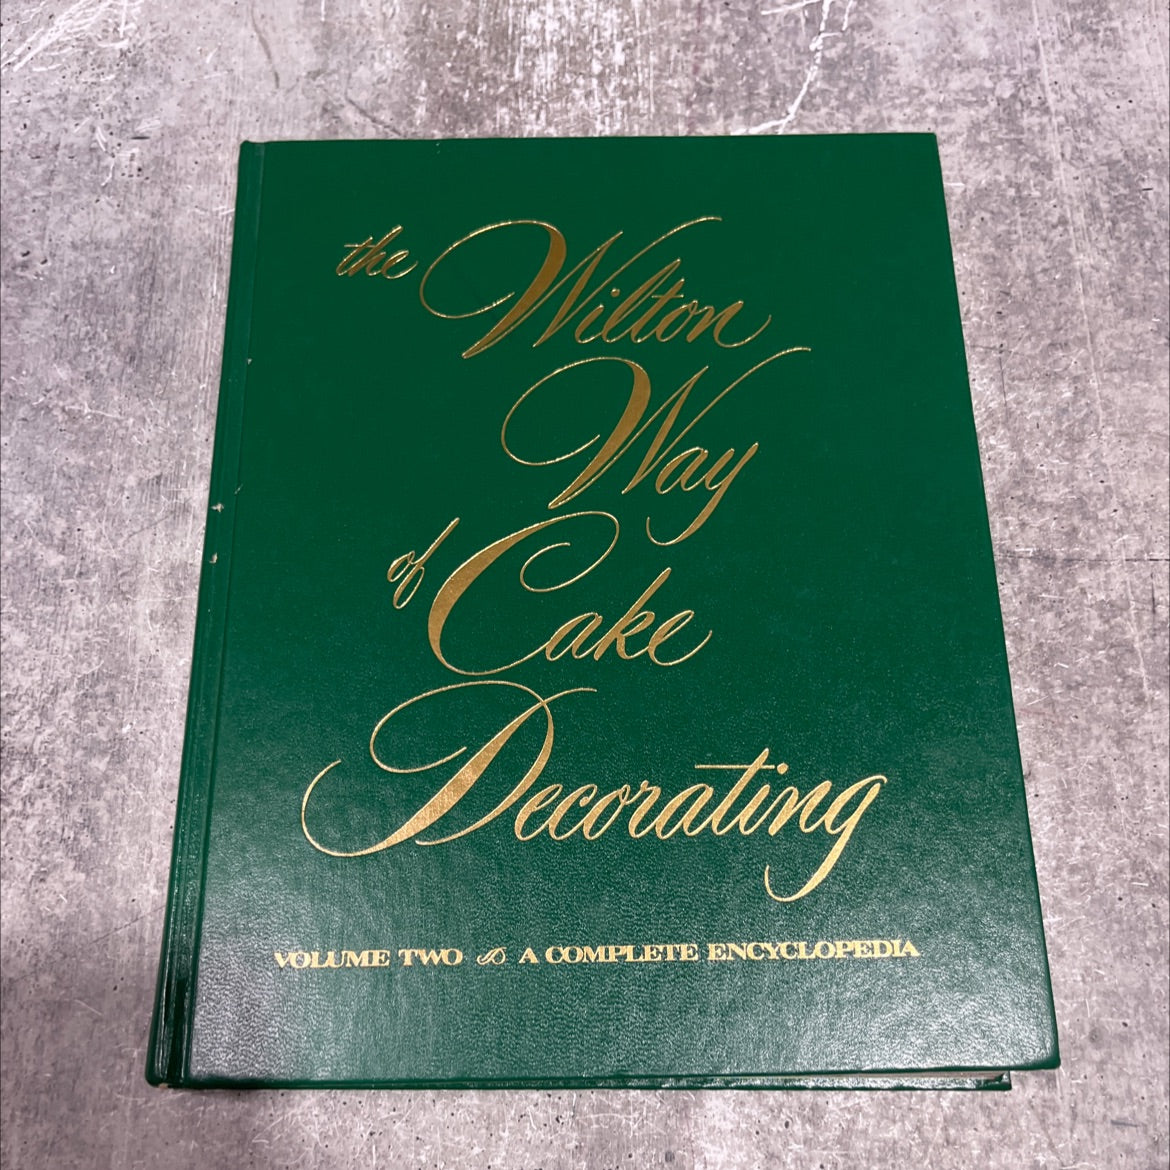 the Wilton
Way
of Cake
Decorating
VOLUME TWO A COMPLETE ENCYCLOPEDIA